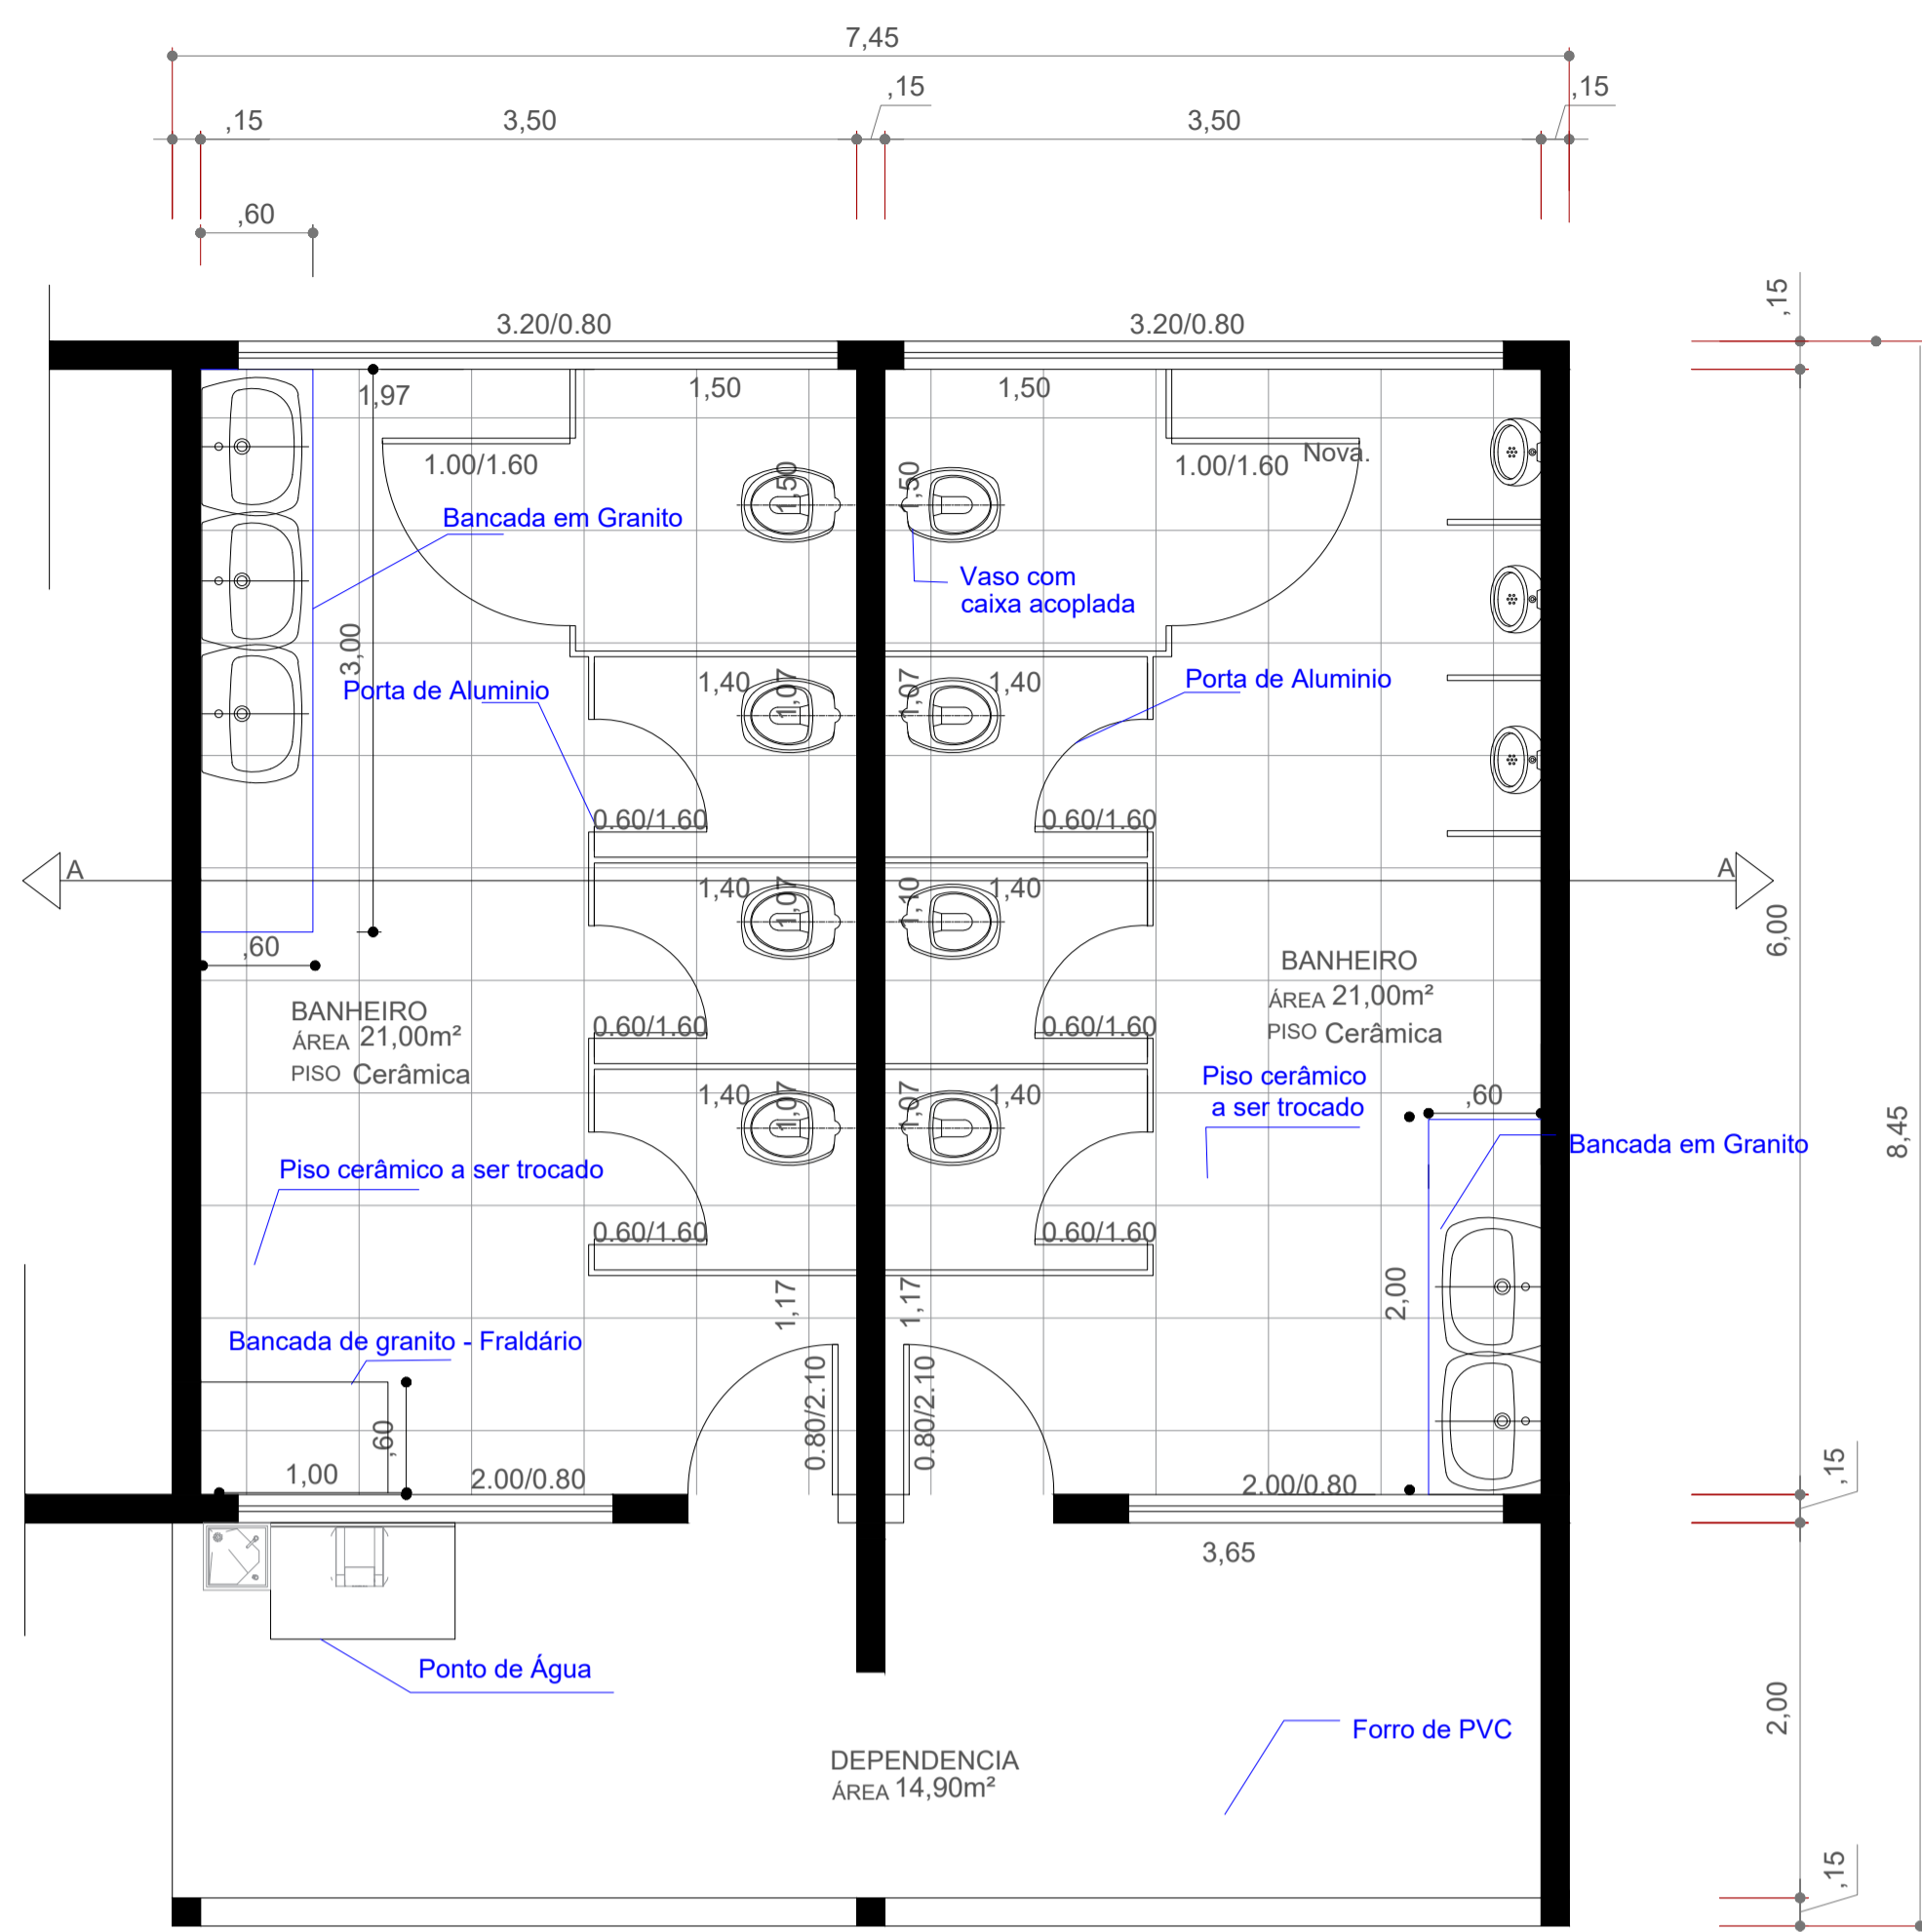 7,45
,15
,15
,15
3,50
3,50
,60
,15
3.20/0.80
3.20/0.80
1,97
1,50
1,50
1.00/1.60
1,50
1,50
1.00/1.60
Nova.
Bancada em Granito
Vaso com
caixa acoplada
3,00
Porta de Aluminio
1,40
1,07
1,07
1,40
Porta de Aluminio
0.60/1.60
0.60/1.60
A
A
1,40
1,07
1,10
1,40
6,00
,60
BANHEIRO
ÁREA 21,00m²
PISO Cerâmica
BANHEIRO
ÁREA 21,00m²
PISO Cerâmica
0.60/1.60
0.60/1.60
Piso cerâmico
a ser trocado
1,40
1,07
1,07
1,40
,60
8,45
Bancada em Granito
Piso cerâmico a ser trocado
0.60/1.60
0.60/1.60
1,17
1,17
2,00
Bancada de granito - Fraldário
0.80/2.10
0.80/2.10
,60
1,00
2.00/0.80
2.00/0.80
,15
3,65
Ponto de Água
2,00
Forro de PVC
DEPENDENCIA
ÁREA 14,90m²
,15